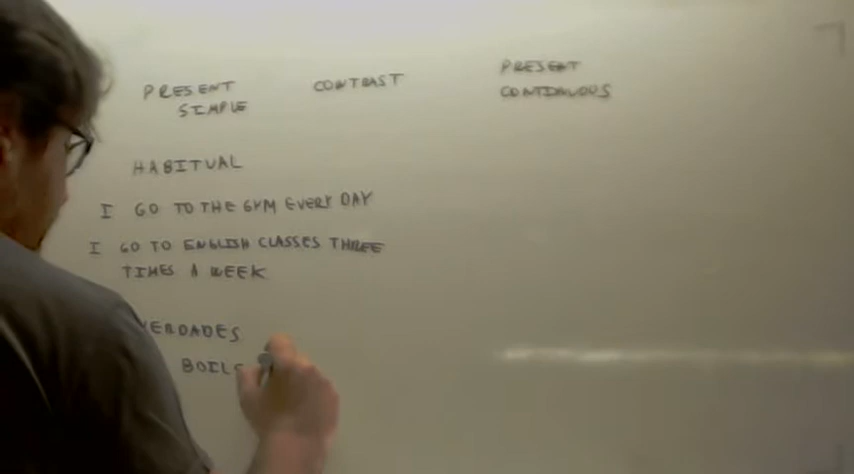 PRESENT SIMPLE
CONTRAST
PRESENT CONTINUOUS
HABITUAL
I GO TO THE GYM EVERY DAY
I GO TO ENGLISH CLASSES THREE
TIMES A WEEK
VERDADES
BOILS